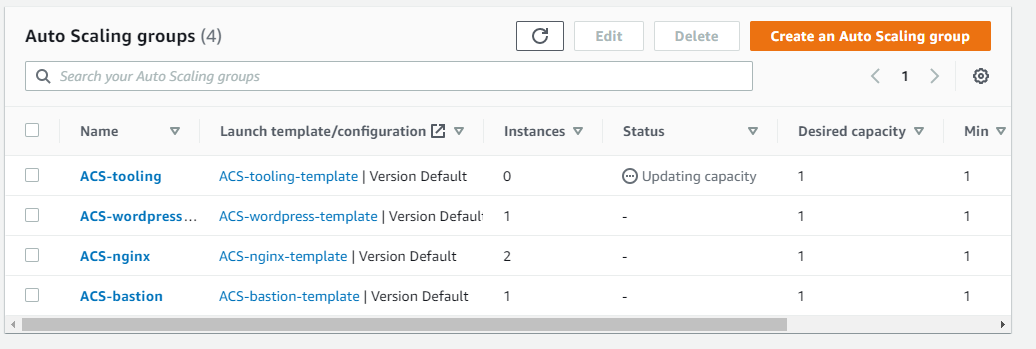 Auto Scaling groups (4) Edit Delete Create an Auto Scaling group
Search your Auto Scaling groups 1
Name Launch template/configuration Instances Status Desired capacity Min
ACS-tooling ACS-tooling-template | Version Default 0 Updating capacity 1 1
ACS-wordpress... ACS-wordpress-template | Version Defaul 1 - 1 1
ACS-nginx ACS-nginx-template | Version Default 2 - 1 1
ACS-bastion ACS-bastion-template | Version Default 1 - 1 1